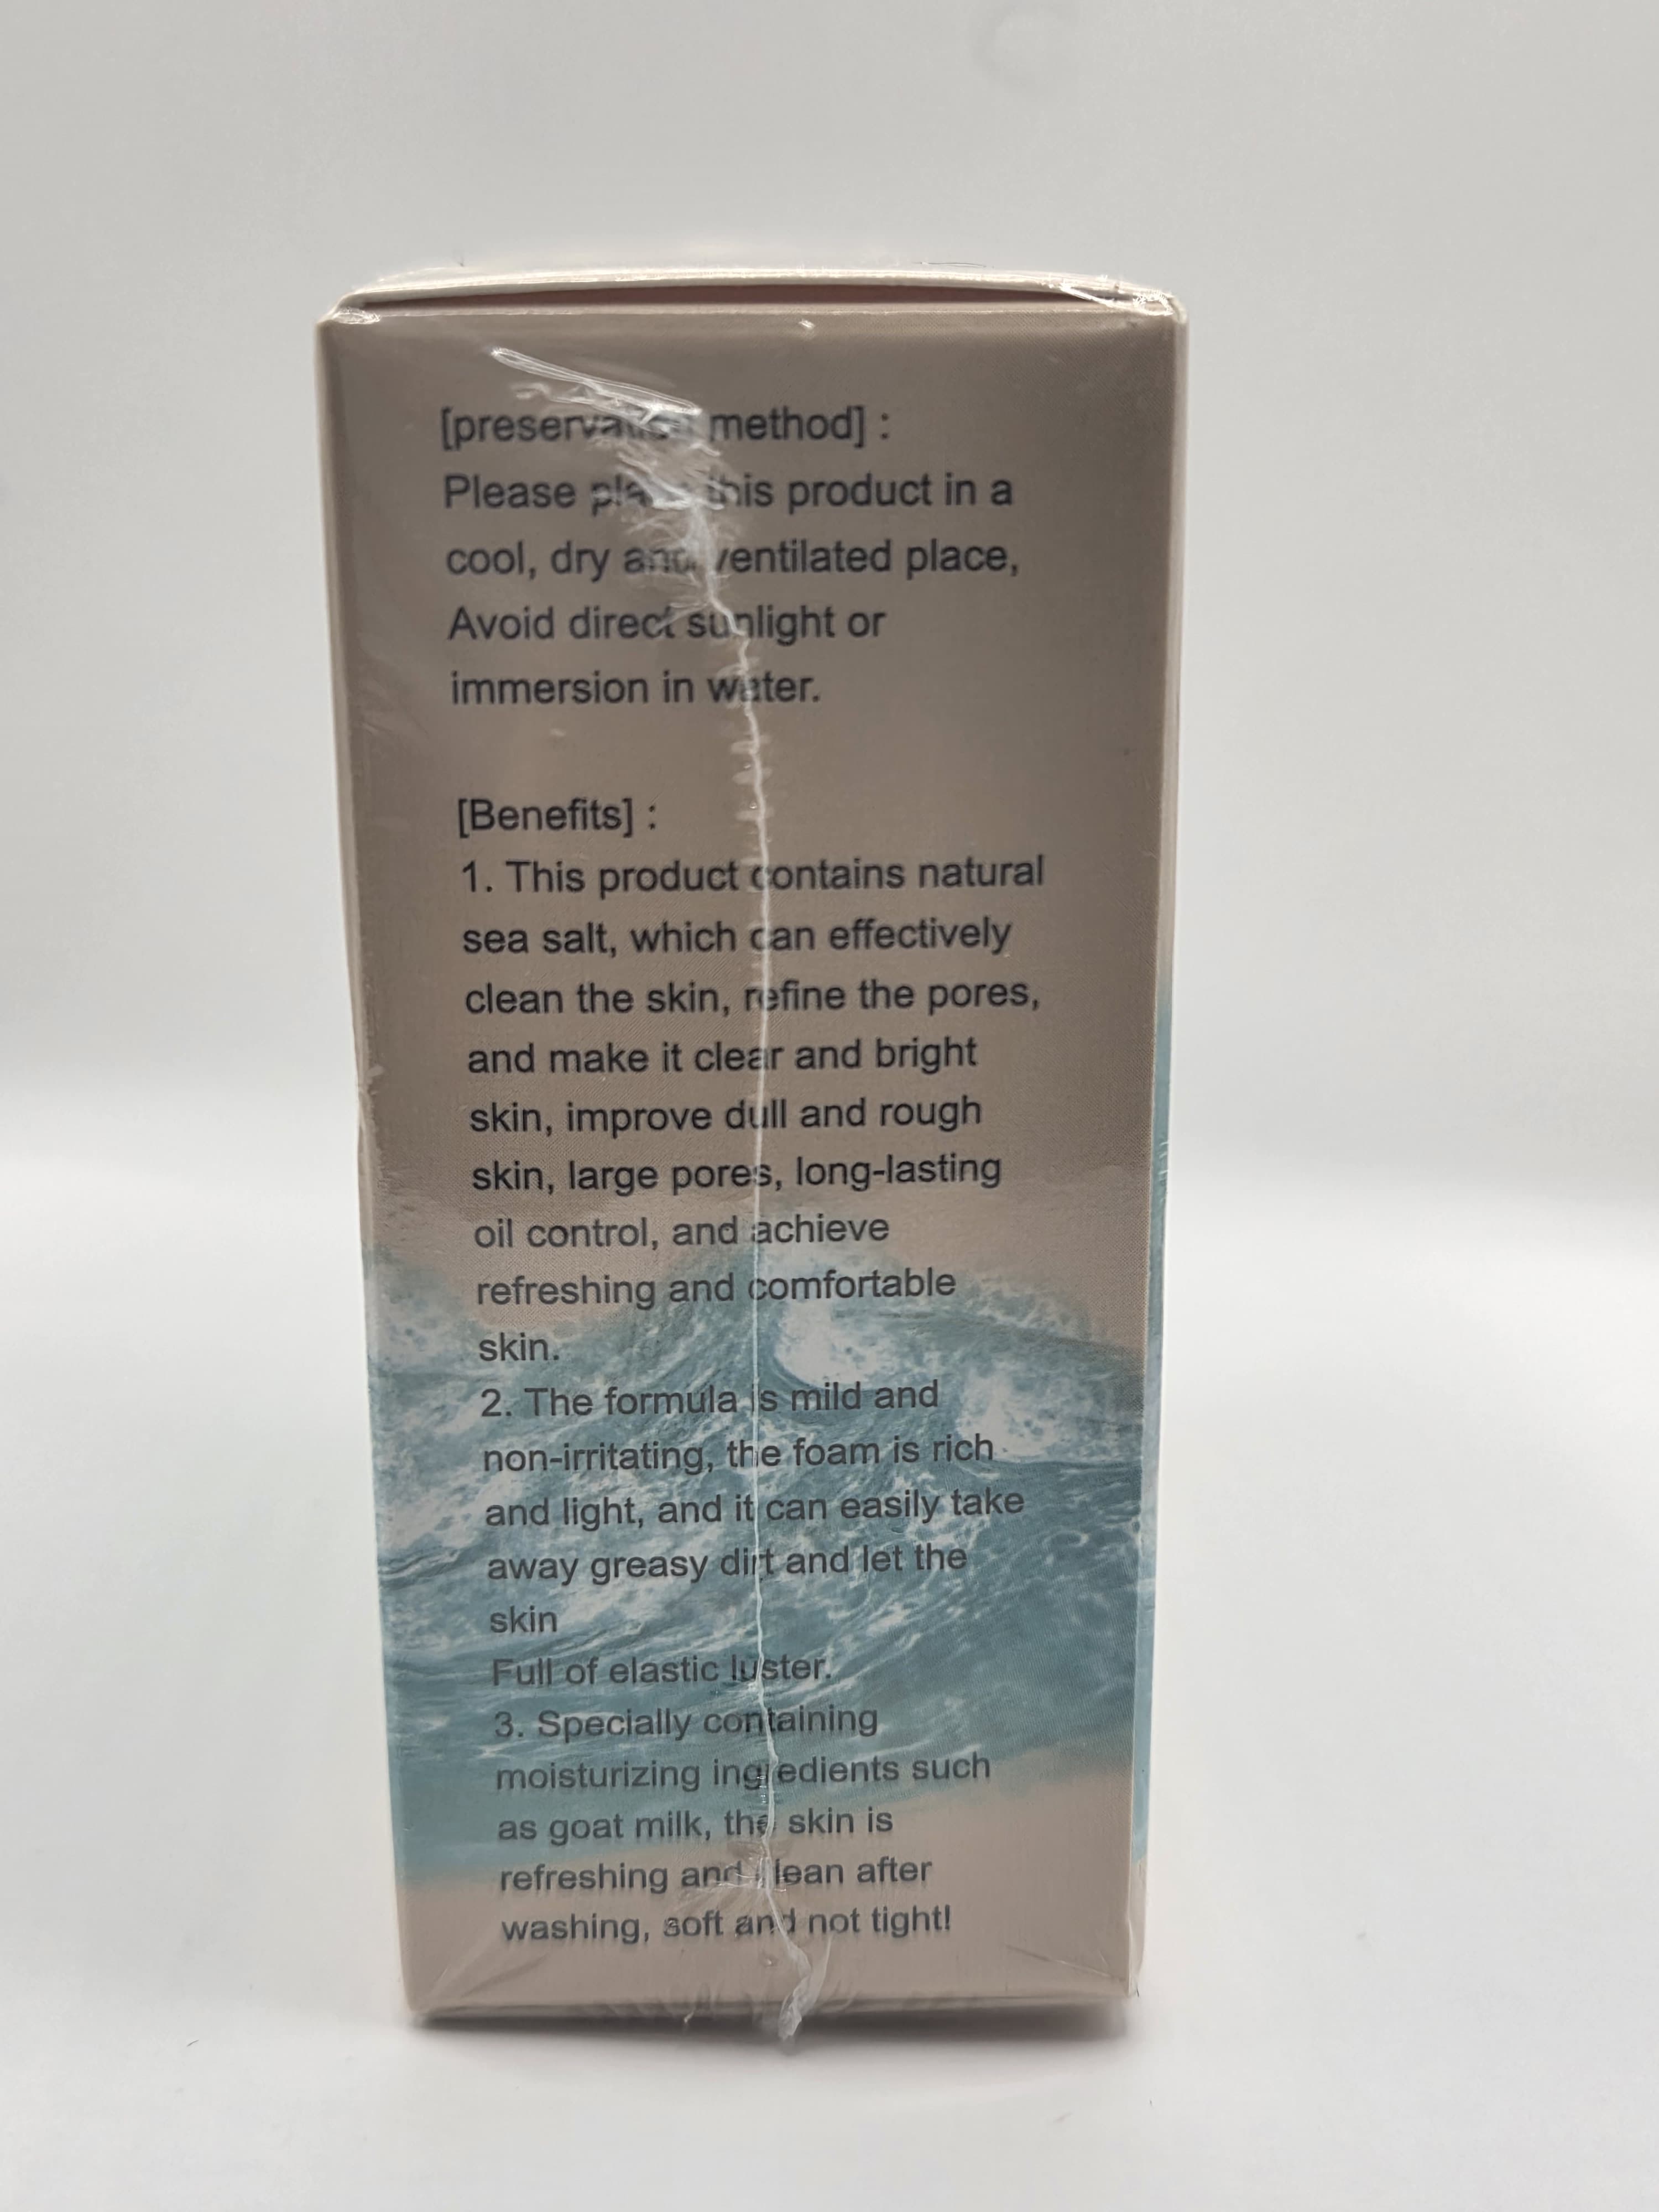 [preservation method] :
Please place this product in a
cool, dry and ventilated place,
Avoid direct sunlight or
immersion in water.
[Benefits] :
1. This product contains natural
sea salt, which can effectively
clean the skin, refine the pores,
and make it clear and bright
skin, improve dull and rough
skin, large pores, long-lasting
oil control, and achieve
refreshing and comfortable
skin.
2. The formula is mild and
non-irritating, the foam is rich
and light, and it can easily take
away greasy dirt and let the
skin
Full of elastic luster.
3. Specially containing
moisturizing ingredients such
as goat milk, the skin is
refreshing and clean after
washing, soft and not tight!